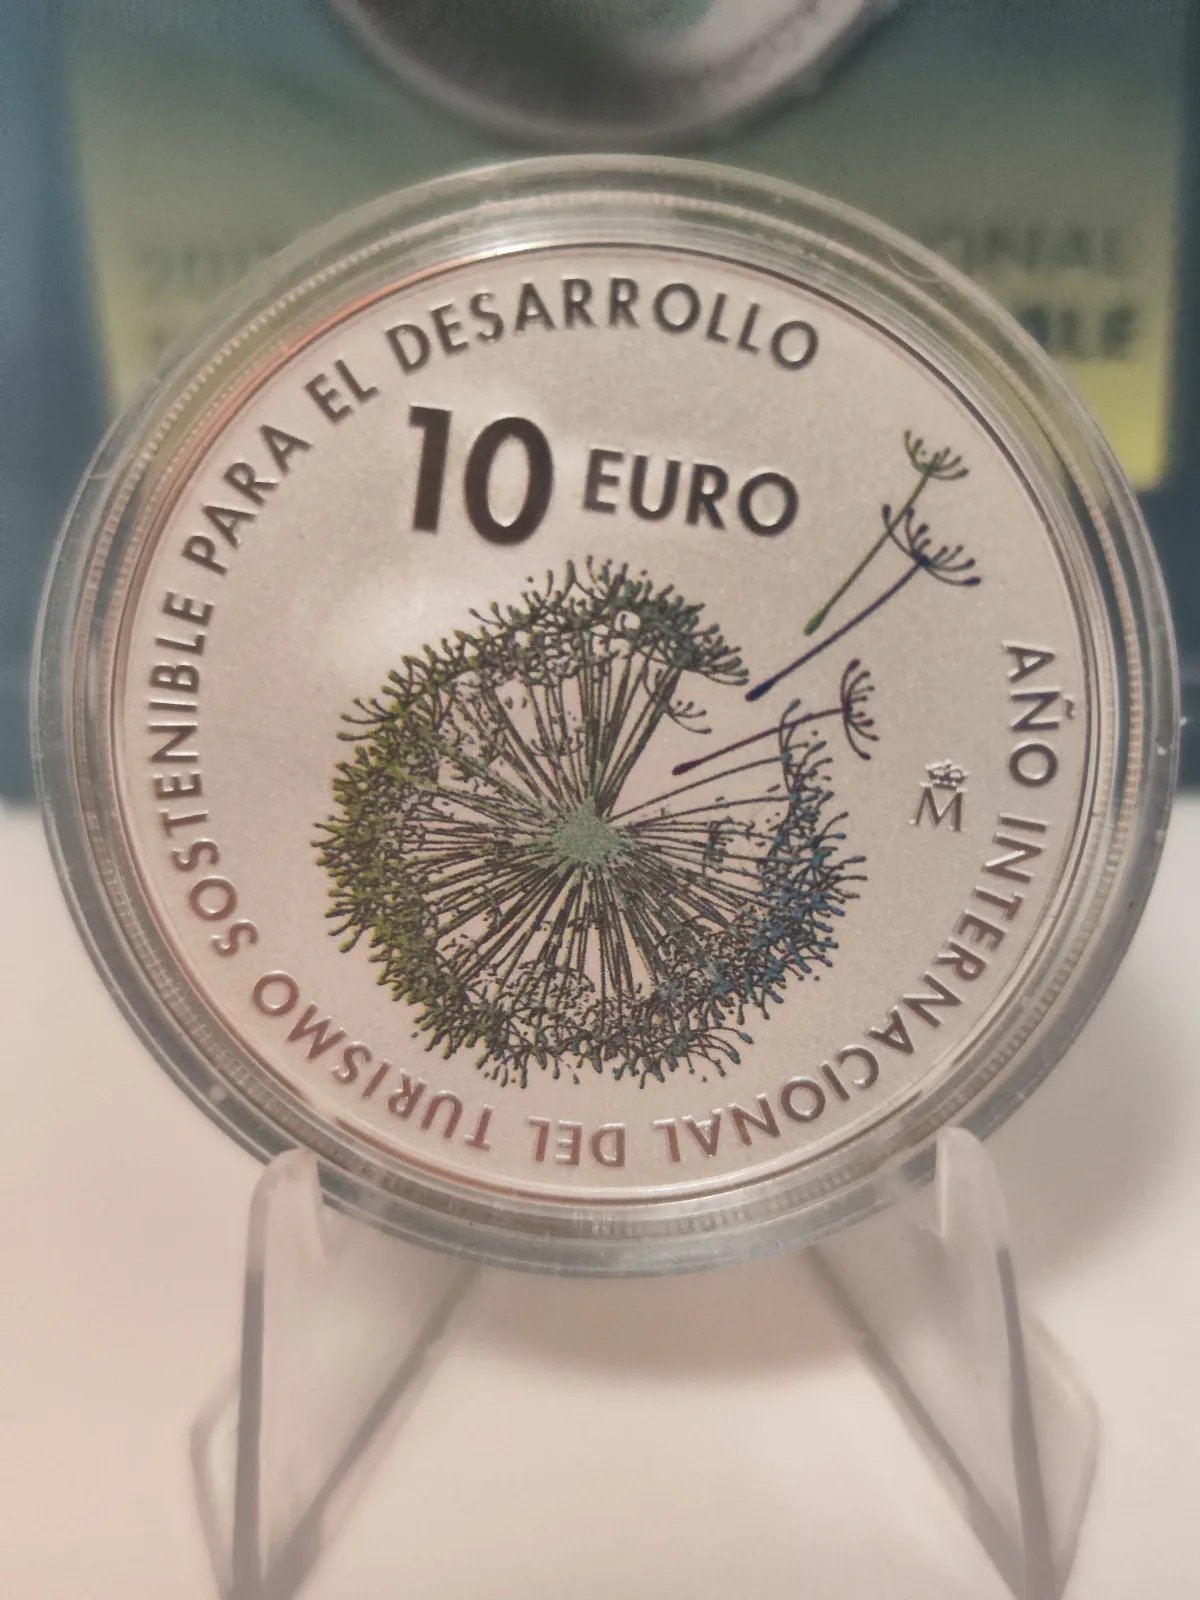 AÑO INTERNACIONAL DEL TURISMO SOSTENIBLE PARA EL DESARROLLO
10 EURO
M